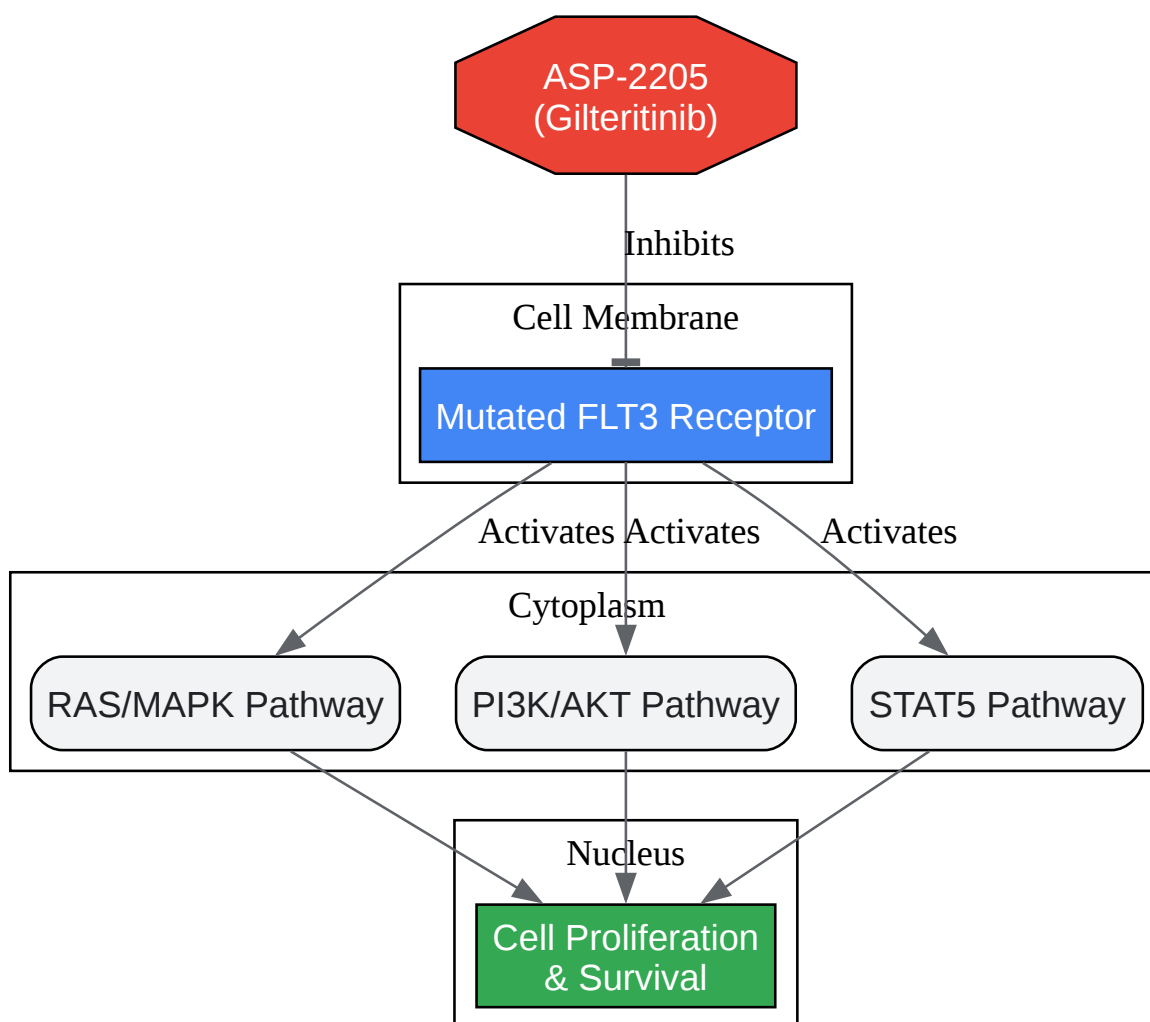 ASP-2205
(Gilteritinib)
Inhibits
Cell Membrane
Mutated FLT3 Receptor
Activates
Activates
Activates
Cytoplasm
RAS/MAPK Pathway
PI3K/AKT Pathway
STAT5 Pathway
Nucleus
Cell Proliferation
& Survival